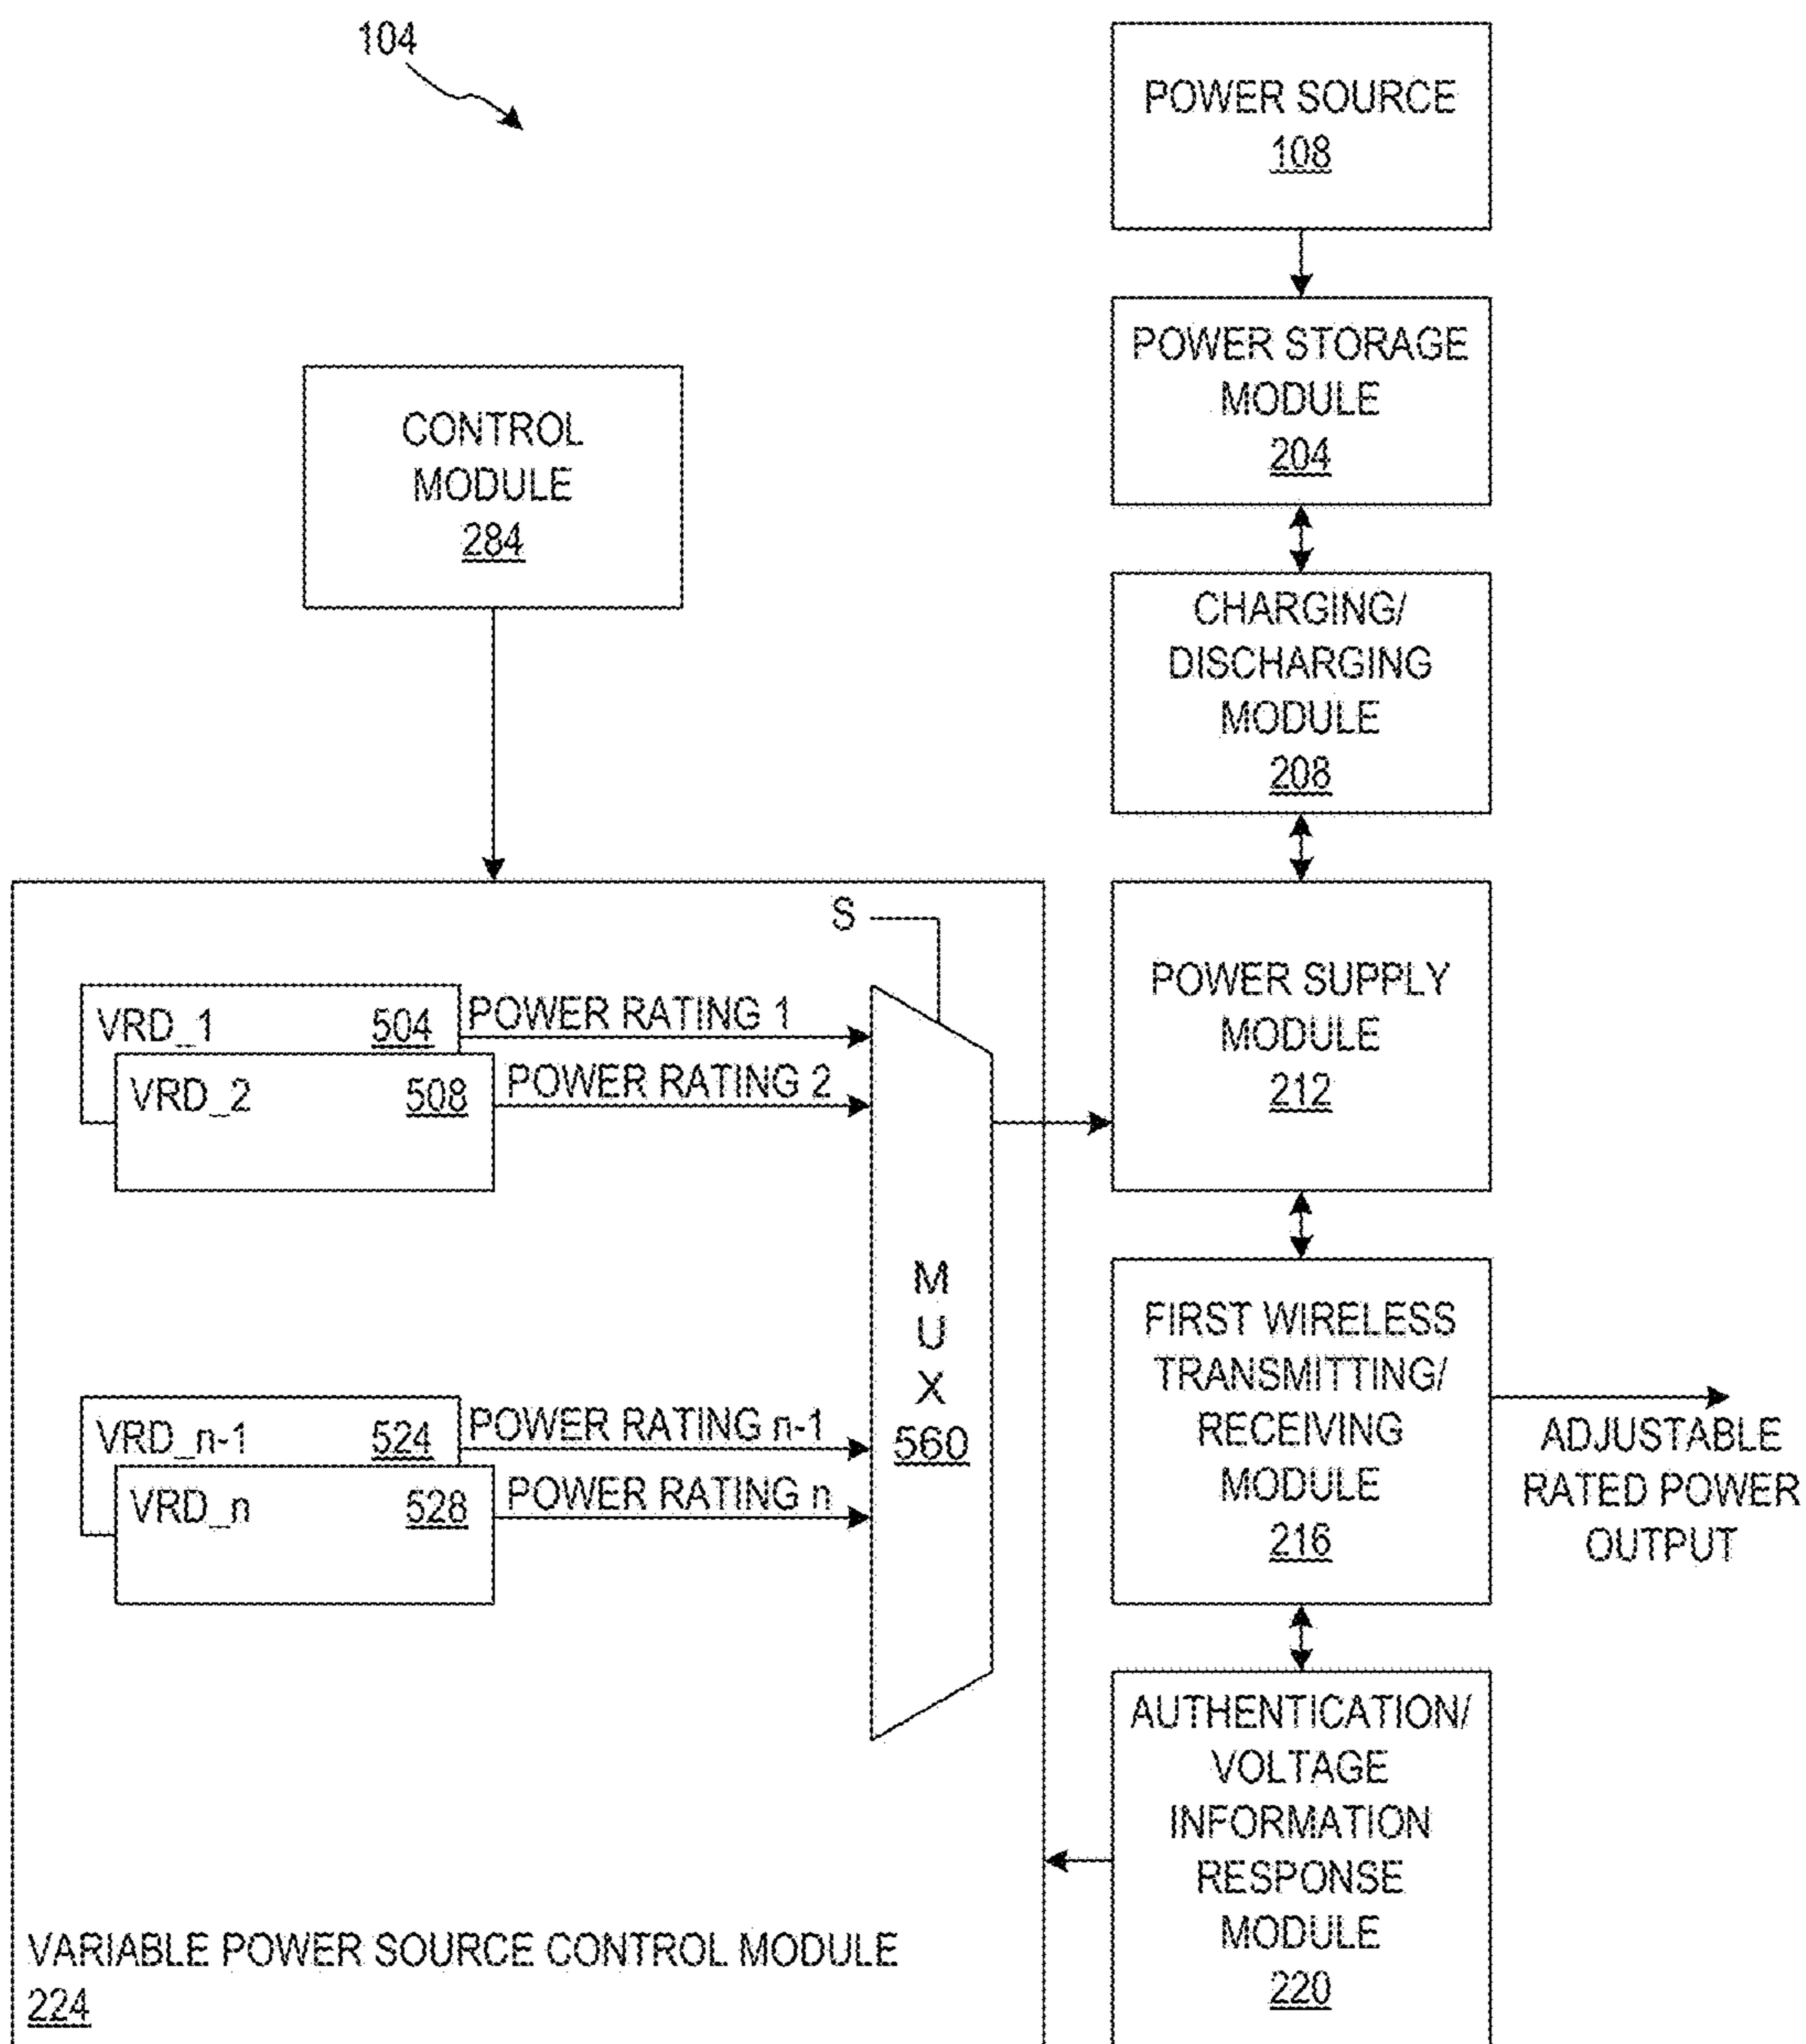 104
POWER SOURCE
108
POWER STORAGE
MODULE
204
CONTROL
MODULE
284
CHARGING/
DISCHARGING
MODULE
208
S
VRD_1 504
POWER RATING 1
VRD_2 508
POWER RATING 2
VRD_n-1 524
POWER RATING n-1
VRD_n 528
POWER RATING n
M
U
X
560
POWER SUPPLY
MODULE
212
FIRST WIRELESS
TRANSMITTING/
RECEIVING
MODULE
216
ADJUSTABLE
RATED POWER
OUTPUT
AUTHENTICATION/
VOLTAGE
INFORMATION
RESPONSE
MODULE
220
VARIABLE POWER SOURCE CONTROL MODULE
224